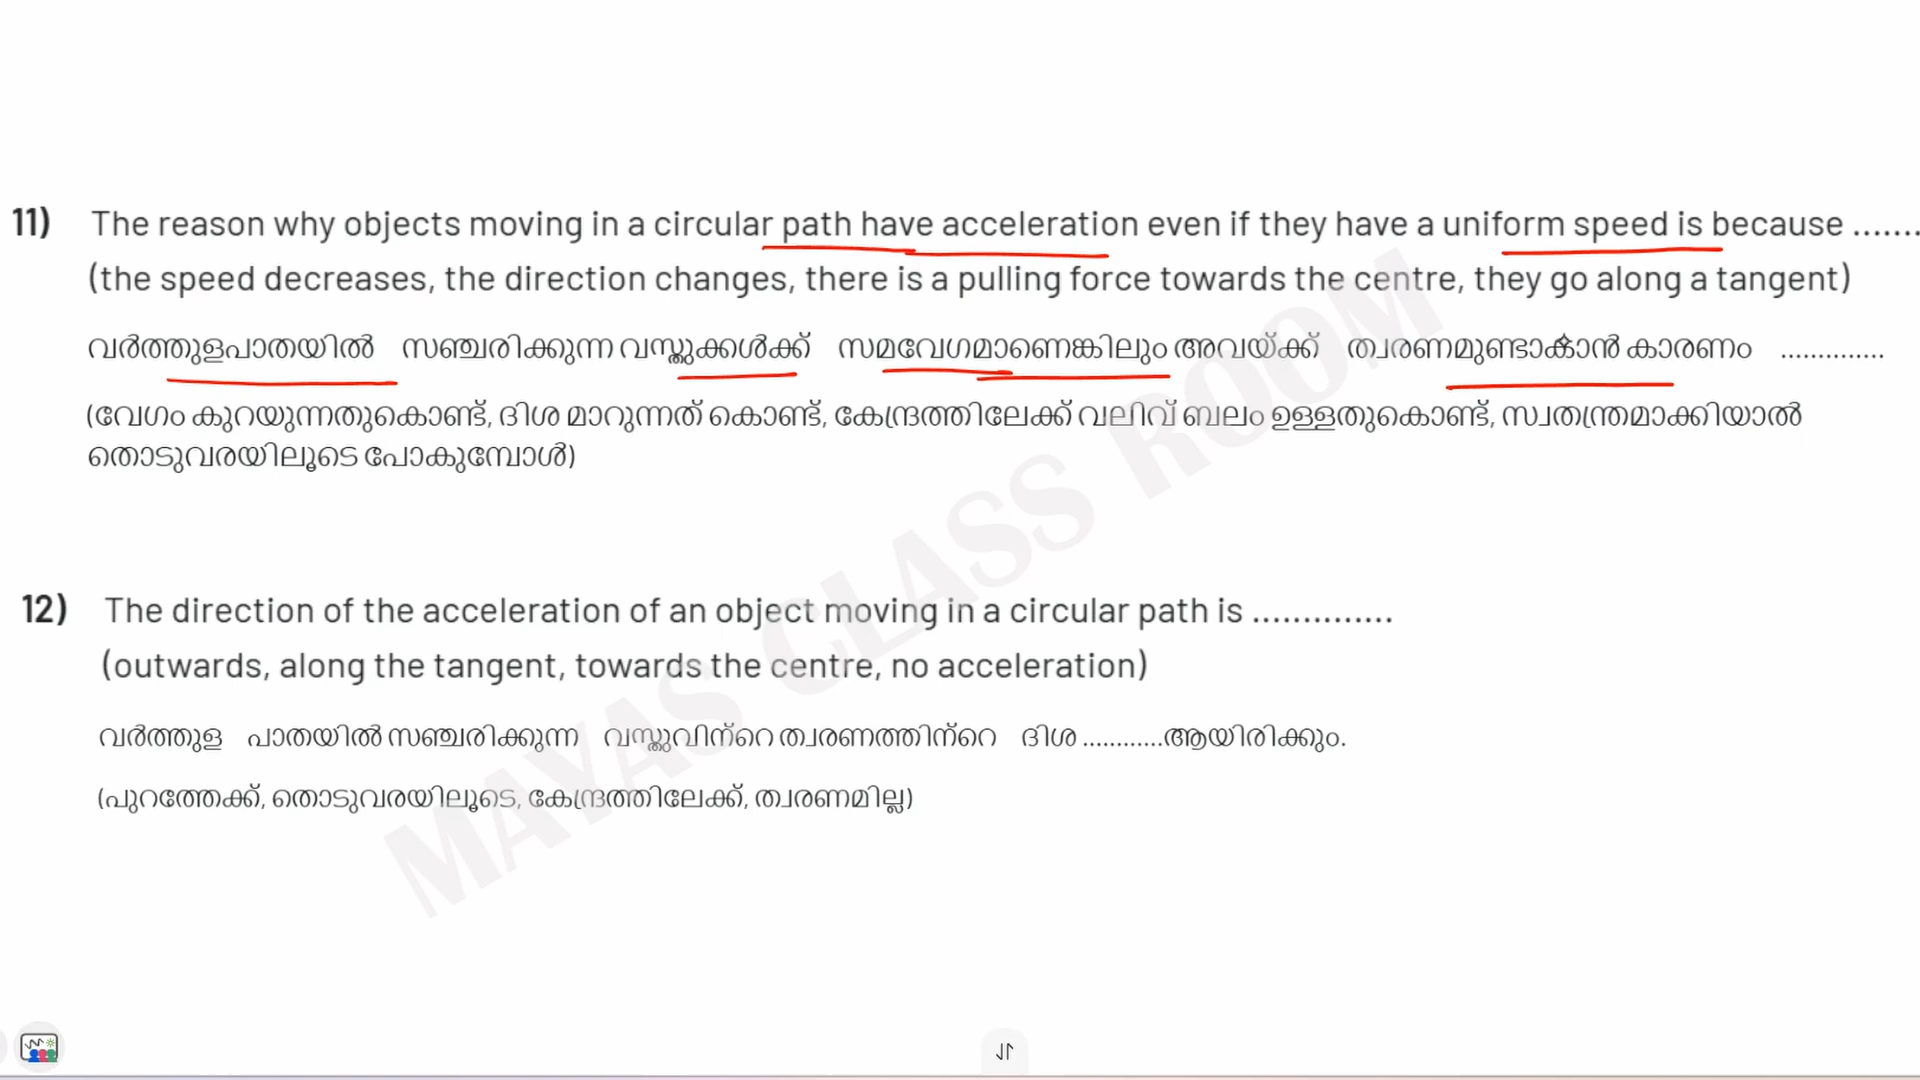 11) The reason why objects moving in a circular path have acceleration even if they have a uniform speed is because .......
(the speed decreases, the direction changes, there is a pulling force towards the centre, they go along a tangent)
വർത്തുളപാതയിൽ സഞ്ചരിക്കുന്ന വസ്തുക്കൾക്ക് സമവേഗമാണെങ്കിലും അവയ്ക്ക് ത്വരണമുണ്ടാകാൻ കാരണം ..............
(വേഗം കുറയുന്നതുകൊണ്ട്, ദിശ മാറുന്നത് കൊണ്ട്, കേന്ദ്രത്തിലേക്ക് വലിവ് ബലം ഉള്ളതുകൊണ്ട്, സ്വതന്ത്രമാക്കിയാൽ
തൊടുവരയിലൂടെ പോകുമ്പോൾ)
12) The direction of the acceleration of an object moving in a circular path is ..............
(outwards, along the tangent, towards the centre, no acceleration)
വർത്തുള പാതയിൽ സഞ്ചരിക്കുന്ന വസ്തുവിന്റെ ത്വരണത്തിന്റെ ദിശ ............ആയിരിക്കും.
(പുറത്തേക്ക്, തൊടുവരയിലൂടെ, കേന്ദ്രത്തിലേക്ക്, ത്വരണമില്ല)
MAYAS CLASS ROOM